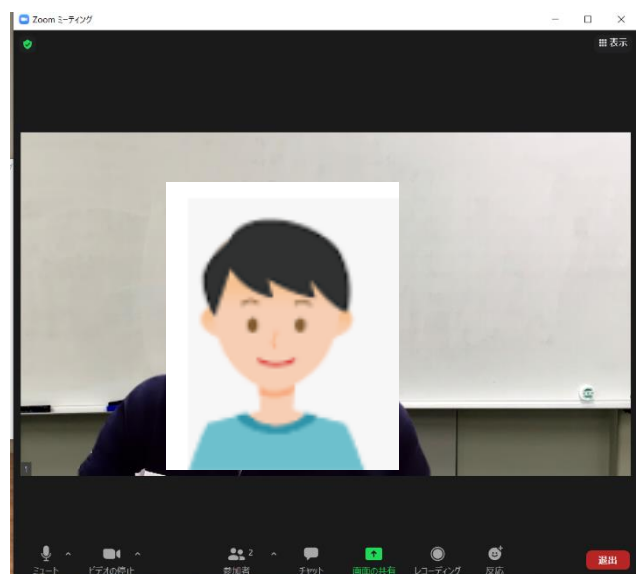 Zoom ミーティング
表示
1
ミュート
ビデオの停止
参加者
2
チャット
画面の共有
レコーディング
反応
退出